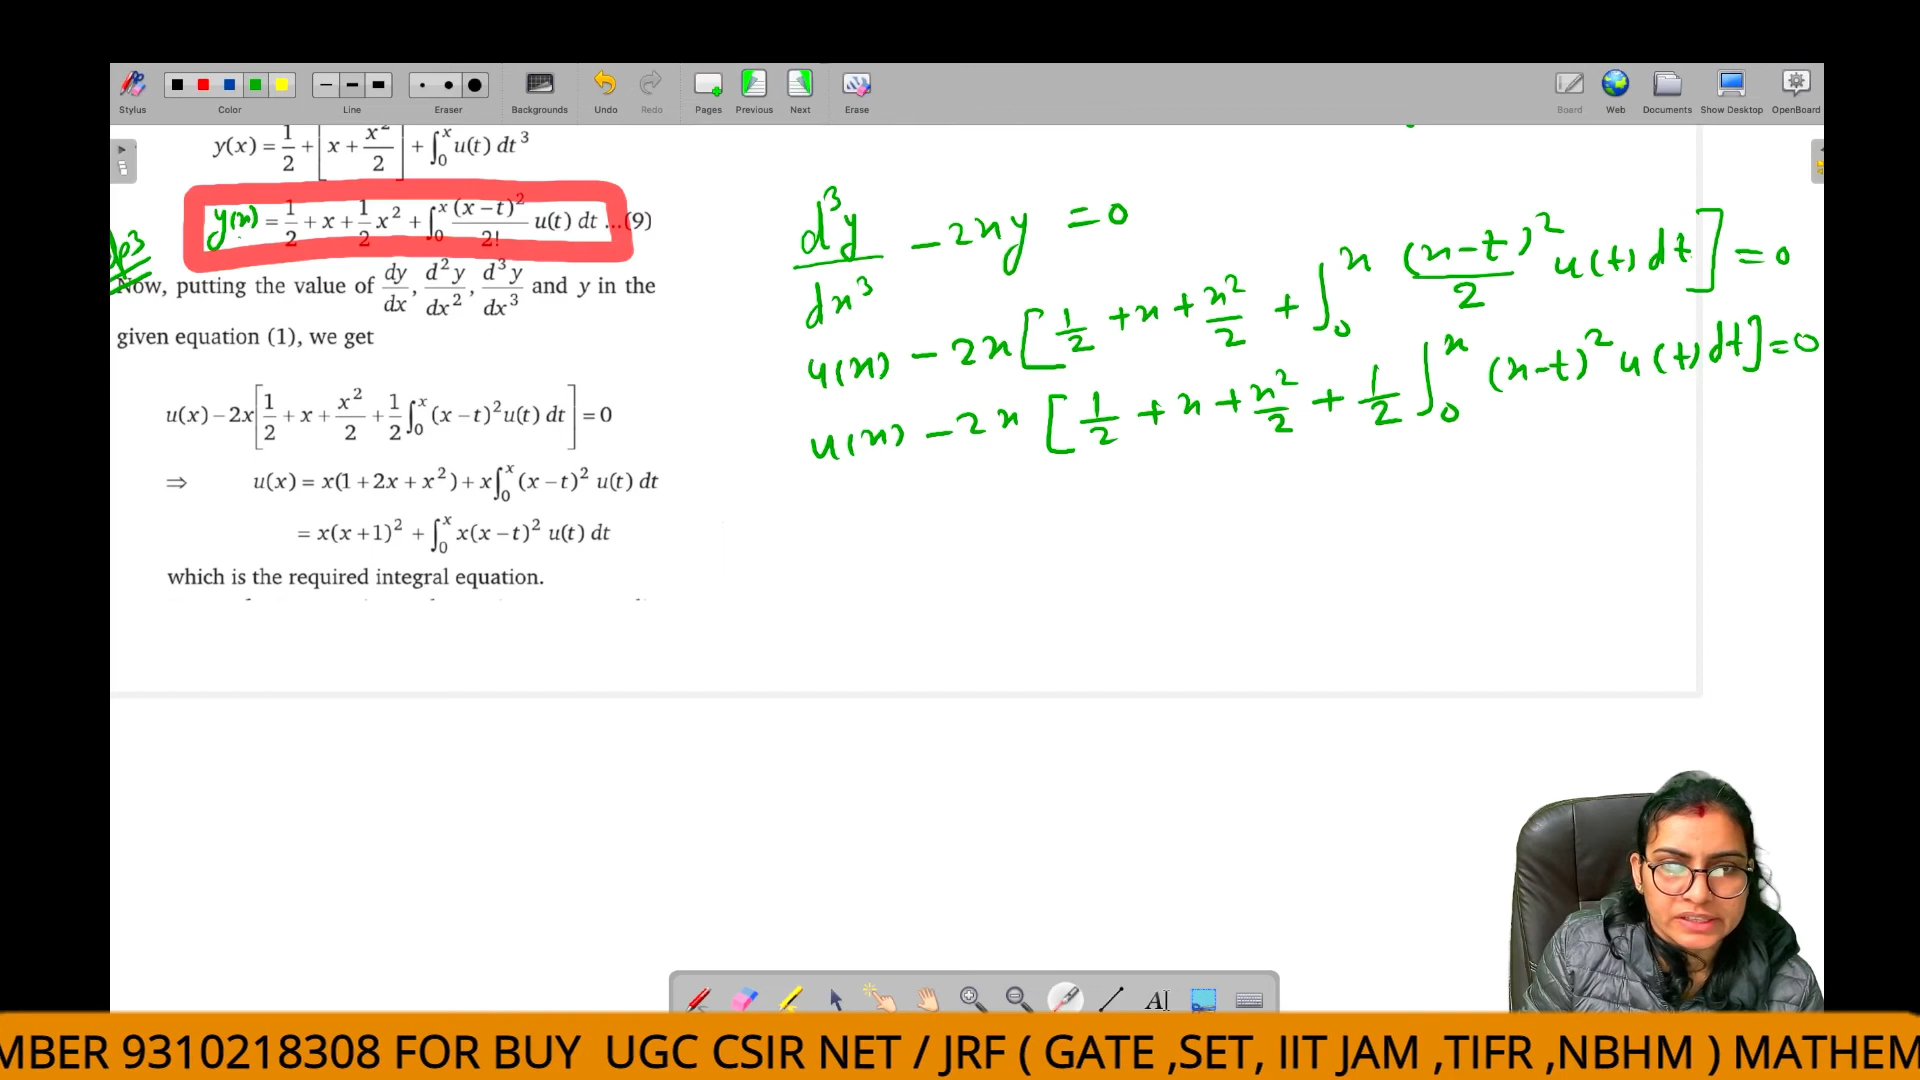 Stylus Color Line Eraser Backgrounds Undo Redo Pages Previous Next Erase Board Web Documents Show Desktop OpenBoard
y(x) = 1/2 + [x + x²/2] + ∫₀ˣ u(t) dt³
y(x) = 1/2 + x + 1/2 x² + ∫₀ˣ (x − t)²/2! u(t) dt ...(9)
Now, putting the value of dy/dx, d²y/dx², d³y/dx³ and y in the
given equation (1), we get
u(x) − 2x[1/2 + x + x²/2 + 1/2 ∫₀ˣ (x − t)² u(t) dt] = 0
⇒ u(x) = x(1 + 2x + x²) + x∫₀ˣ (x − t)² u(t) dt
= x(x + 1)² + ∫₀ˣ x(x − t)² u(t) dt
which is the required integral equation.
d³y/dx³ − 2xy = 0
u(x) − 2x[1/2 + x + x²/2 + ∫₀ˣ (x−t)²/2 u(t) dt] = 0
u(x) − 2x[1/2 + x + x²/2 + 1/2 ∫₀ˣ (x−t)² u(t) dt] = 0
MBER 9310218308 FOR BUY UGC CSIR NET / JRF ( GATE ,SET, IIT JAM ,TIFR ,NBHM ) MATHEM